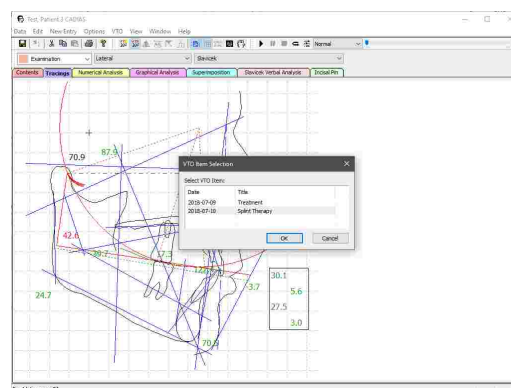 Test, Patient13 CADIAS
Data Edit New Entry Options VTO View Window Help
Normal
Examination Lateral Slavicek
Contents Tracings Numerical Analysis Graphical Analysis Superimposition Slavicek Verbal Analysis Incisal Pin
87.9
70.9
VTO Item Selection
Select VTO Item:
Date Title
2018-07-09 Treatment
2018-07-10 Splint Therapy
OK Cancel
42.6
30.1
-3.7
5.6
24.7
27.5
3.0